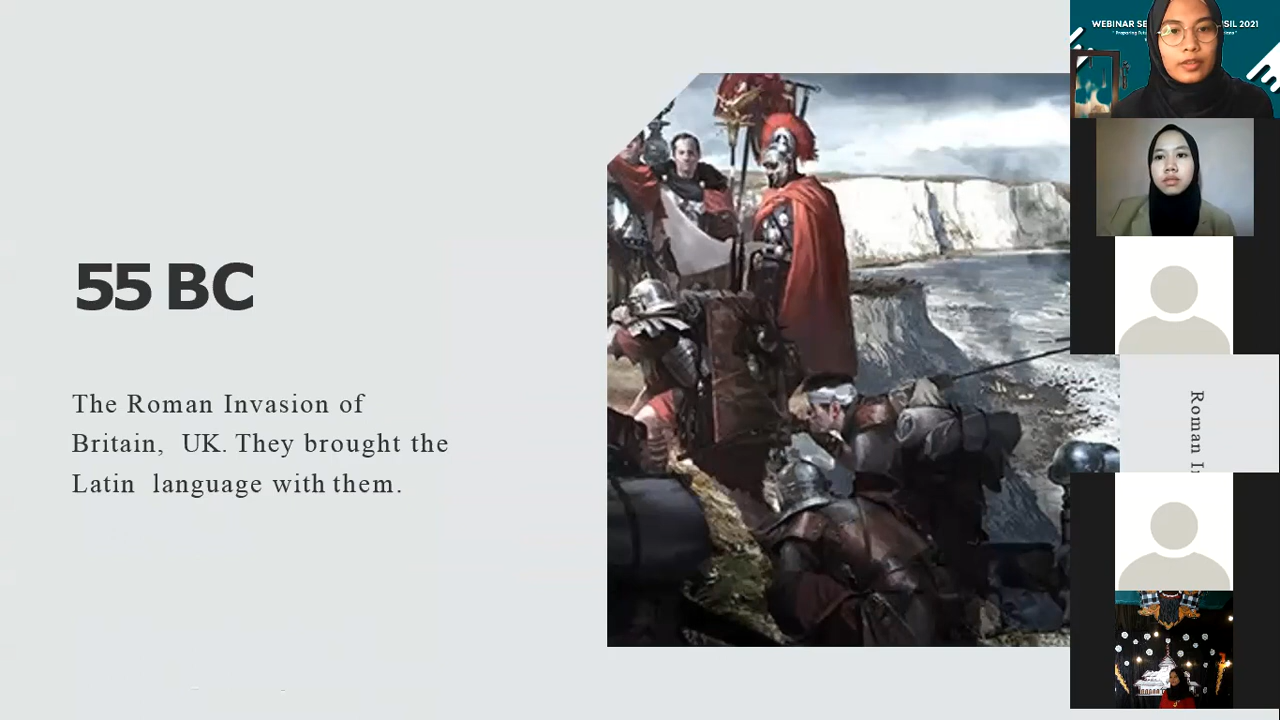 55 BC
The Roman Invasion of
Britain, UK. They brought the
Latin language with them.
WEBINAR SE
SIL 2021
Roman I